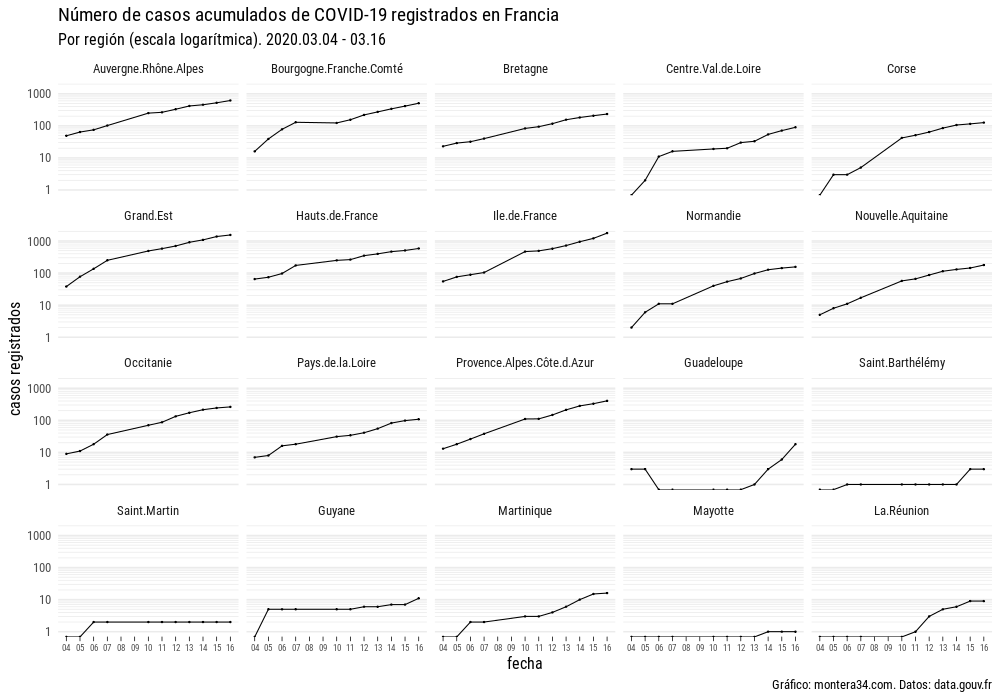 Número de casos acumulados de COVID-19 registrados en Francia
Por región (escala logarítmica). 2020.03.04 - 03.16
Auvergne.Rhône.Alpes Bourgogne.Franche.Comté Bretagne Centre.Val.de.Loire Corse
1000
100
10
1
Grand.Est Hauts.de.France Ile.de.France Normandie Nouvelle.Aquitaine
1000
100
10
1
casos registrados
Occitanie Pays.de.la.Loire Provence.Alpes.Côte.d.Azur Guadeloupe Saint.Barthélémy
1000
100
10
1
Saint.Martin Guyane Martinique Mayotte La.Réunion
1000
100
10
1
04 05 06 07 08 09 10 11 12 13 14 15 16 04 05 06 07 08 09 10 11 12 13 14 15 16 04 05 06 07 08 09 10 11 12 13 14 15 16 04 05 06 07 08 09 10 11 12 13 14 15 16 04 05 06 07 08 09 10 11 12 13 14 15 16
fecha
Gráfico: montera34.com. Datos: data.gouv.fr